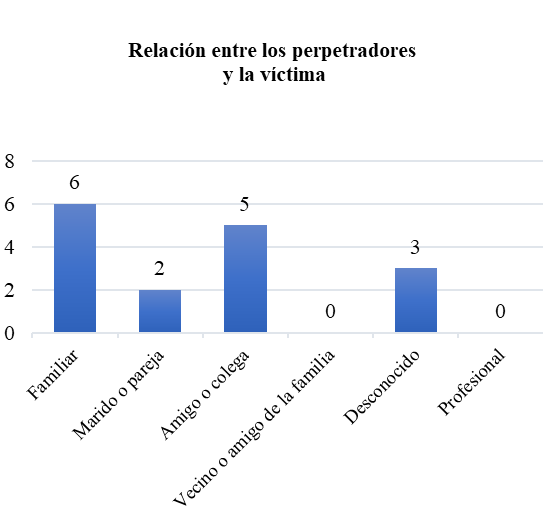 Relación entre los perpetradores
y la víctima
8
6
4
2
0
6
2
5
0
3
0
Familiar
Marido o pareja
Amigo o colega
Vecino o amigo de la familia
Desconocido
Profesional